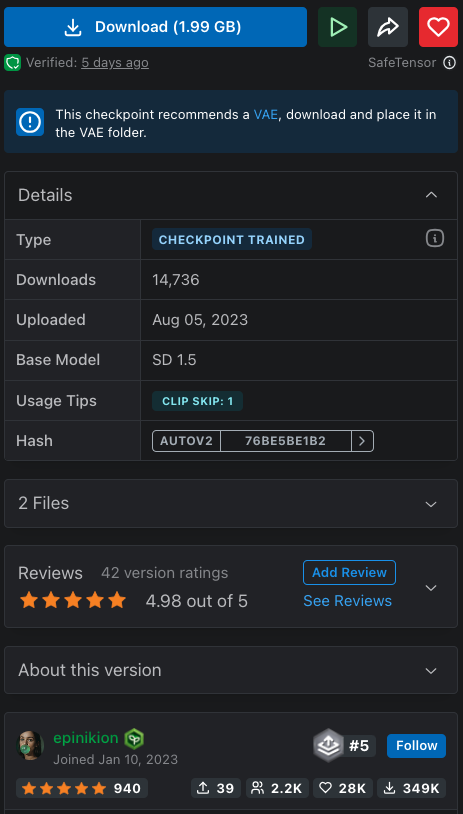 Download (1.99 GB)
Verified: 5 days ago
SafeTensor
This checkpoint recommends a VAE, download and place it in
the VAE folder.
Details
Type
CHECKPOINT TRAINED
Downloads
14,736
Uploaded
Aug 05, 2023
Base Model
SD 1.5
Usage Tips
CLIP SKIP: 1
Hash
AUTOV2 76BE5BE1B2
2 Files
Reviews 42 version ratings
Add Review
4.98 out of 5
See Reviews
About this version
epinikion
#5
Follow
Joined Jan 10, 2023
940
39
2.2K
28K
349K